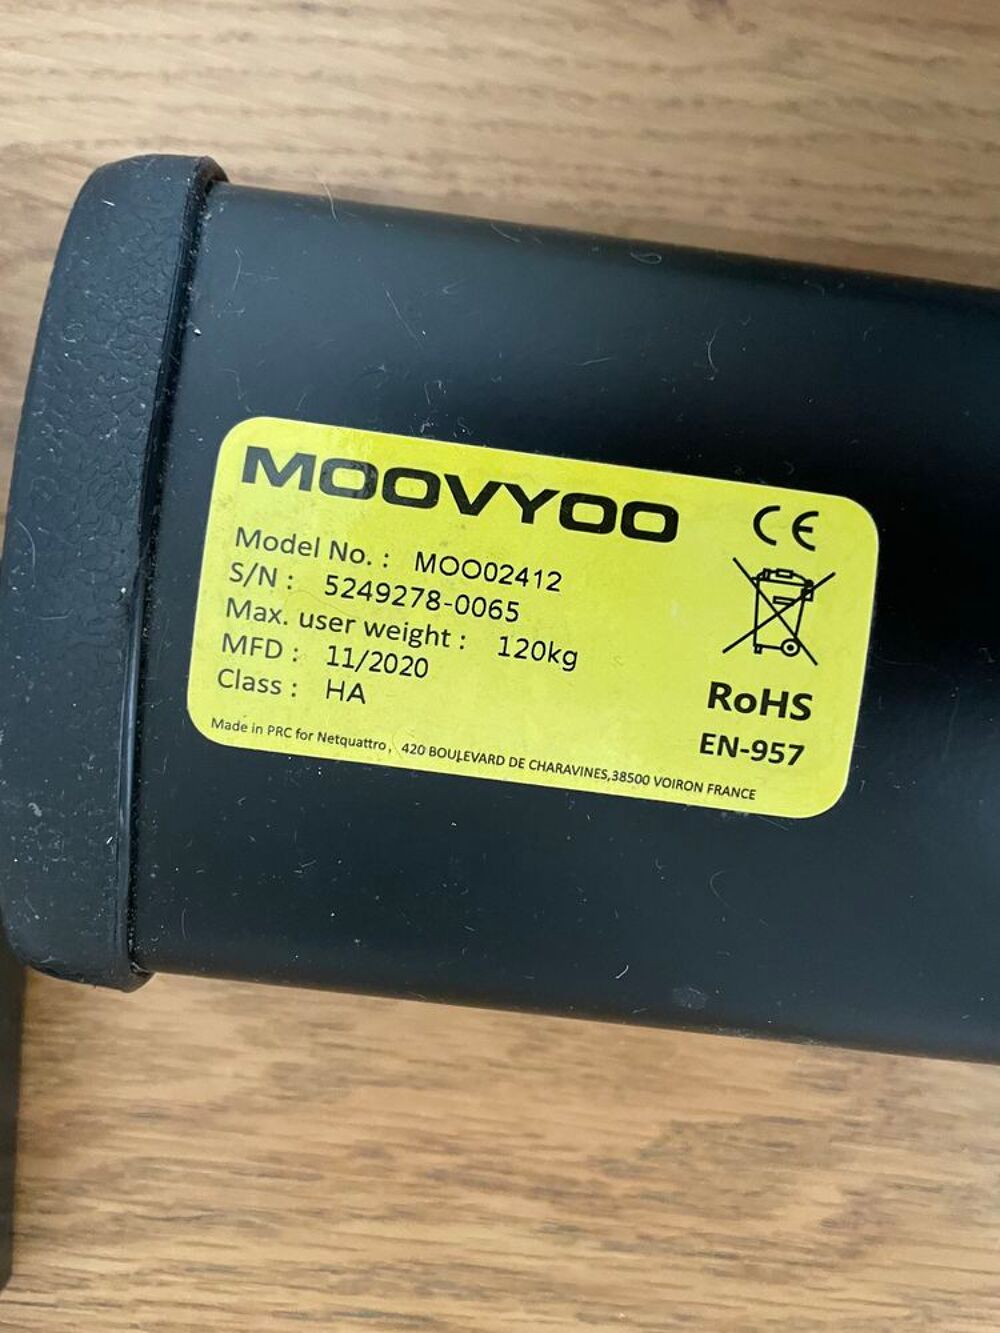 MOOVYOO
CE
Model No. : MOO02412
S/N : 5249278-0065
Max. user weight : 120kg
MFD : 11/2020
Class : HA
RoHS
EN-957
Made in PRC for Netquattro, 420 BOULEVARD DE CHARAVINES,38500 VOIRON FRANCE